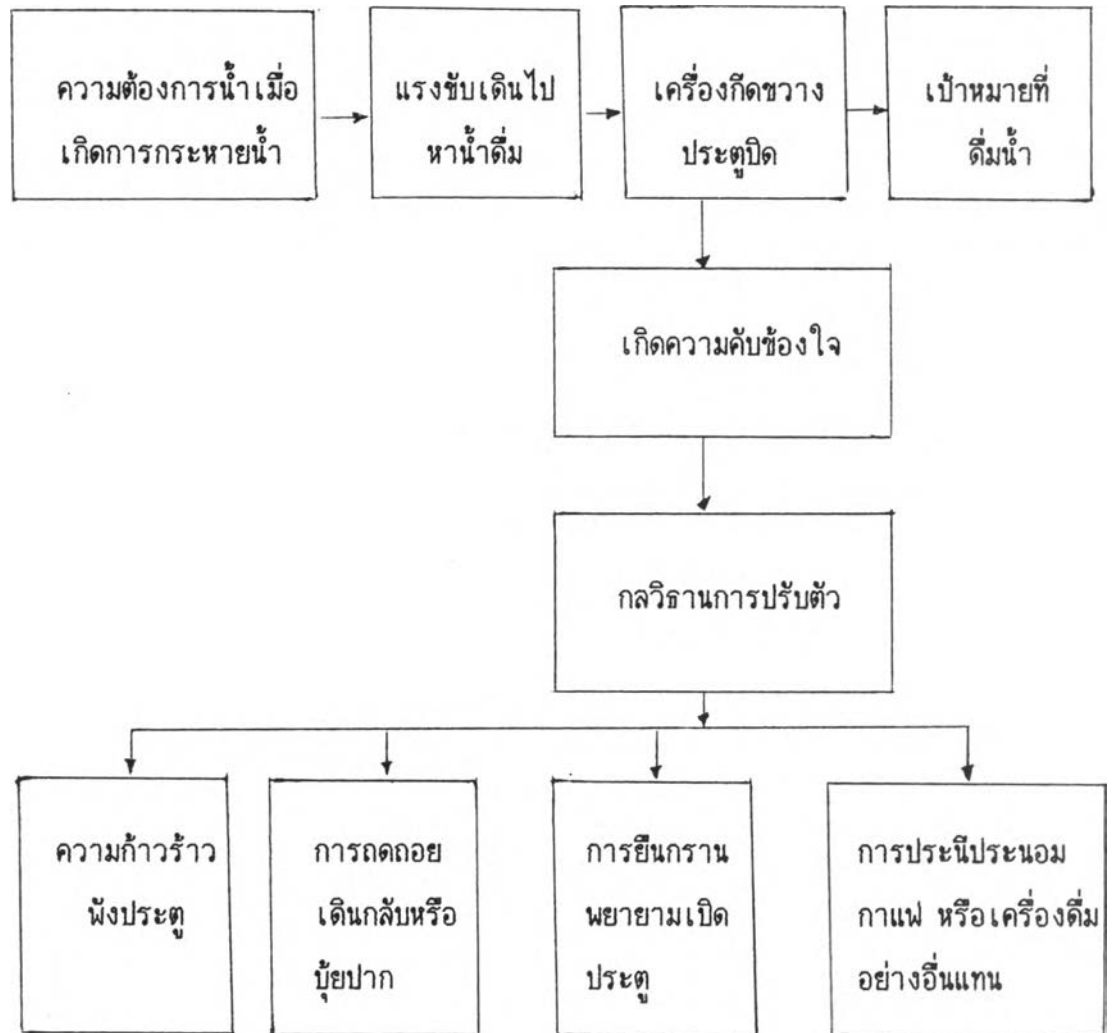 ความต้องการน้ำเมื่อ
เกิดการกระหายน้ำ
แรงขับเดินไป
หาน้ำดื่ม
เครื่องกีดขวาง
ประตูปิด
เป้าหมายที่
ดื่มน้ำ
เกิดความคับข้องใจ
กลวิธานการปรับตัว
ความก้าวร้าว
พังประตู
การถดถอย
เดินกลับหรือ
บุ้ยปาก
การยืนกราน
พยายามเปิด
ประตู
การประนีประนอม
กาแฟ หรือเครื่องดื่ม
อย่างอื่นแทน